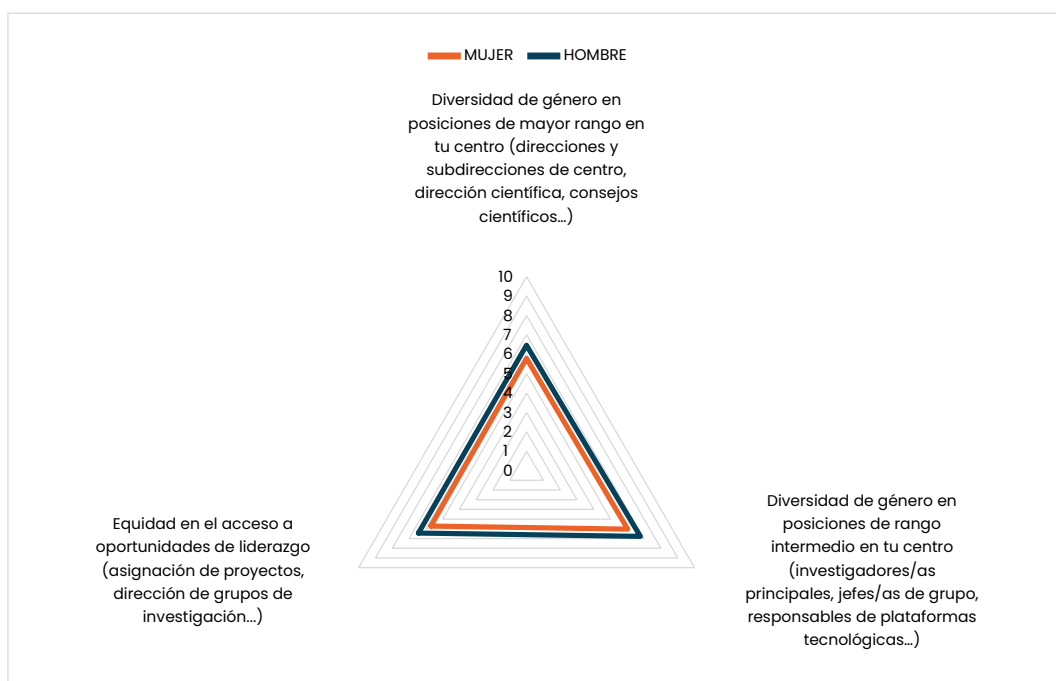 MUJER HOMBRE
Diversidad de género en
posiciones de mayor rango en
tu centro (direcciones y
subdirecciones de centro,
dirección científica, consejos
científicos...)
10
9
8
7
6
5
4
3
2
1
0
Diversidad de género en
posiciones de rango
intermedio en tu centro
(investigadores/as
principales, jefes/as de grupo,
responsables de plataformas
tecnológicas...)
Equidad en el acceso a
oportunidades de liderazgo
(asignación de proyectos,
dirección de grupos de
investigación...)